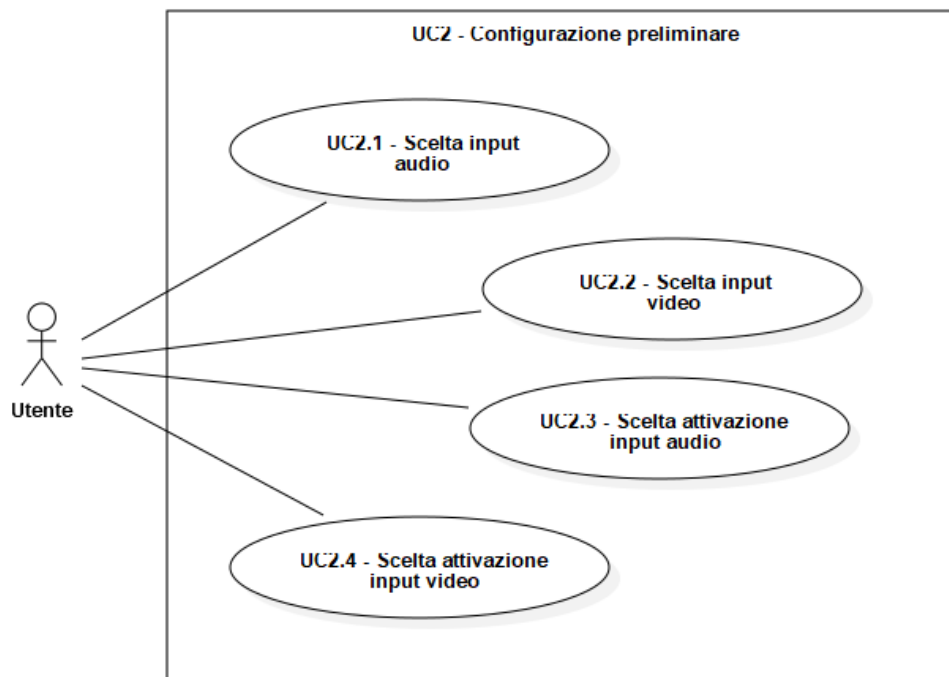 UC2 - Configurazione preliminare
UC2.1 - Scelta input
audio
UC2.2 - Scelta input
video
Utente
UC2.3 - Scelta attivazione
input audio
UC2.4 - Scelta attivazione
input video